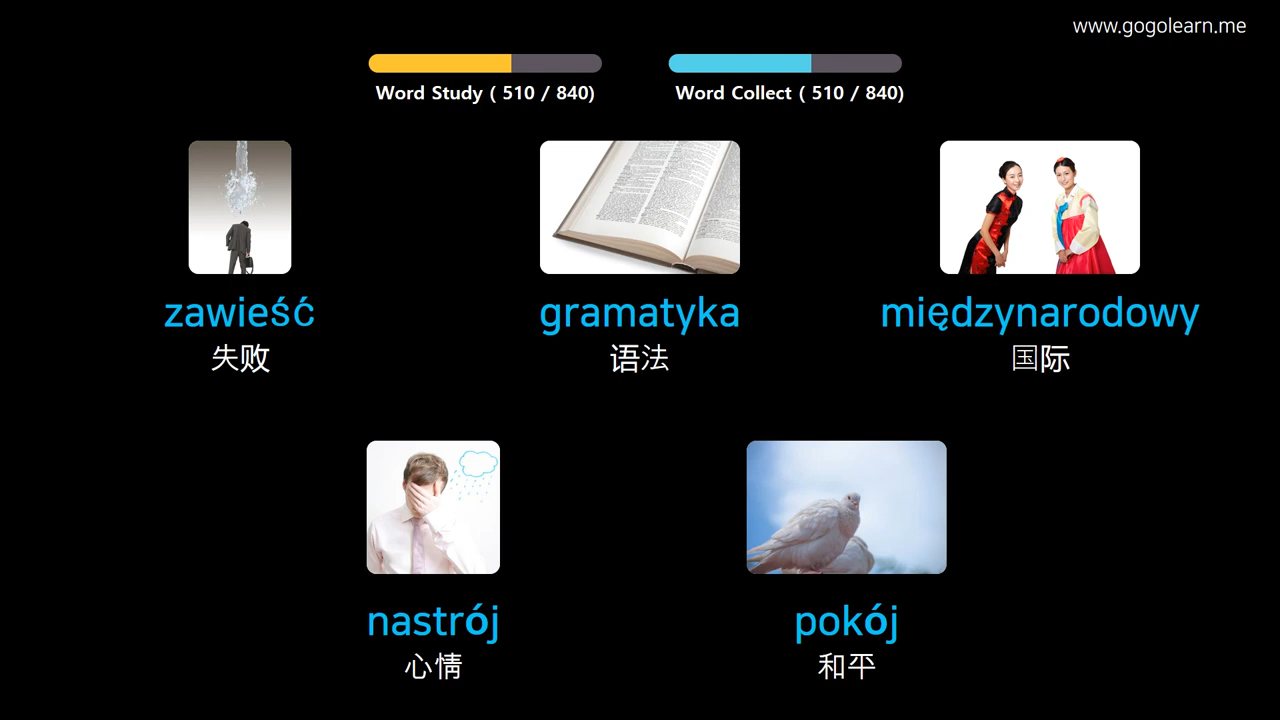 www.gogolearn.me
Word Study ( 510 / 840)
Word Collect ( 510 / 840)
zawieść
失败
gramatyka
语法
międzynarodowy
国际
nastrój
心情
pokój
和平